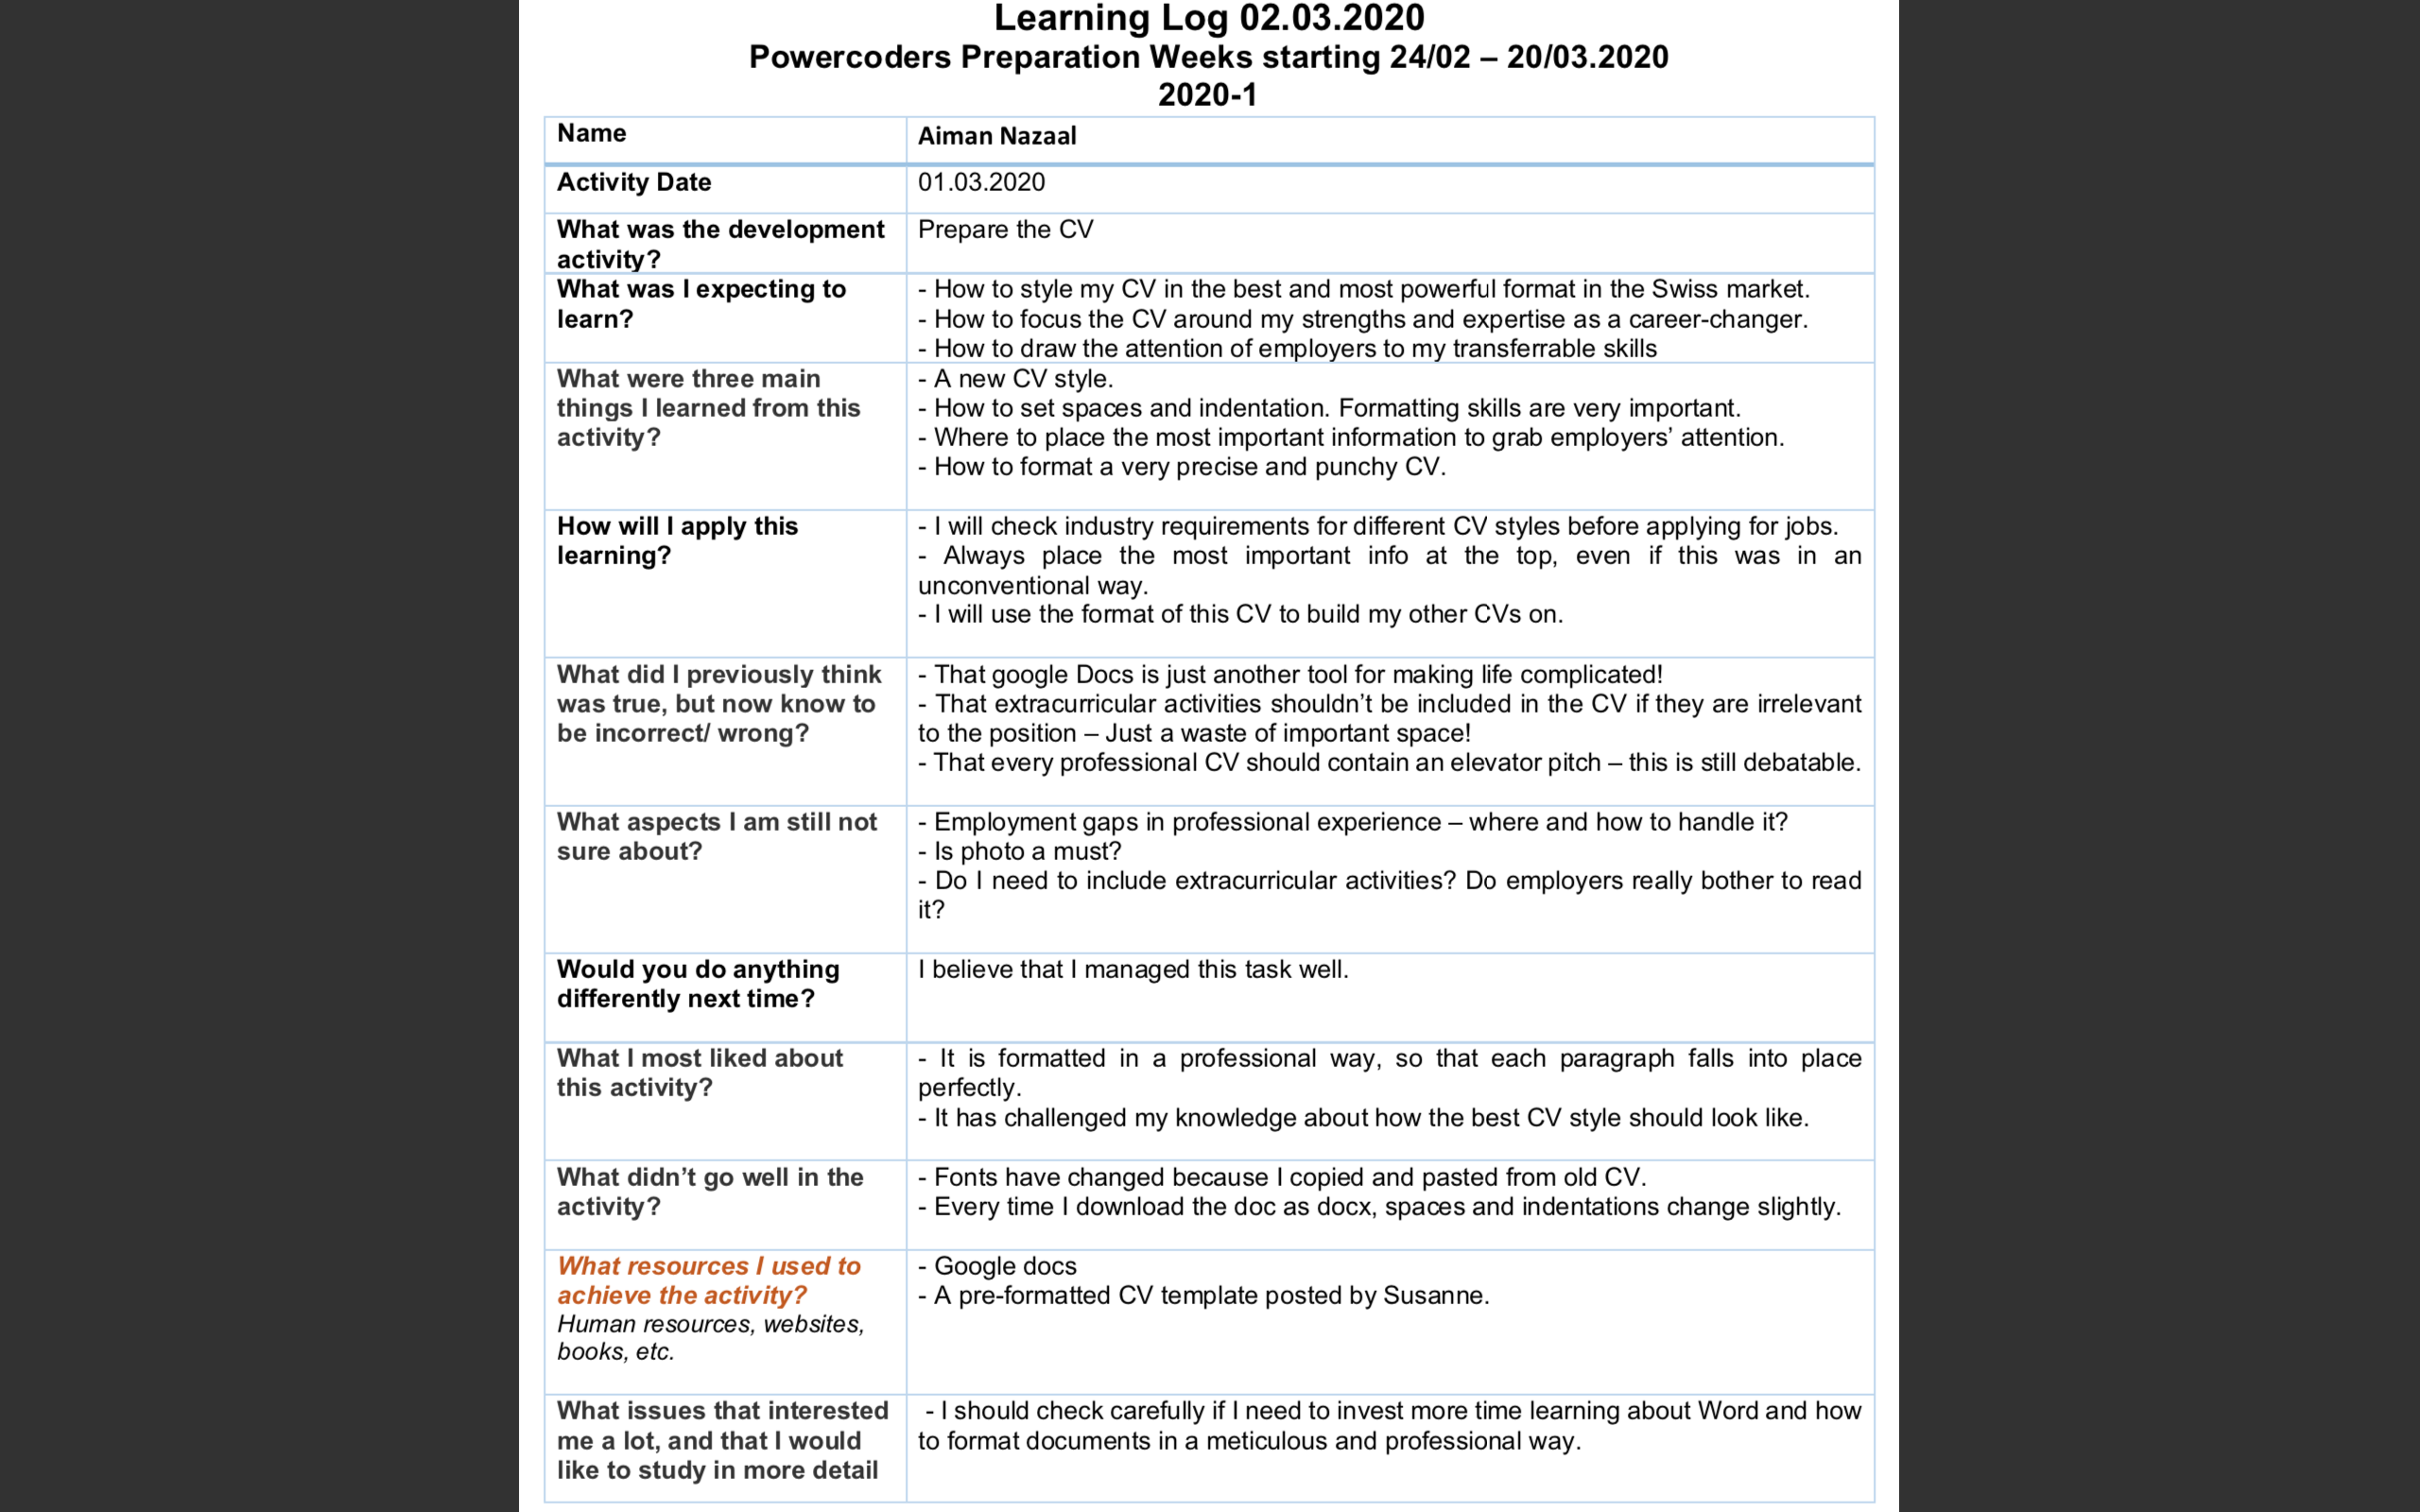 Learning Log 02.03.2020
Powercoders Preparation Weeks starting 24/02 – 20/03.2020
2020-1
Name
Aiman Nazaal
Activity Date
01.03.2020
What was the development
activity?
Prepare the CV
What was I expecting to
learn?
- How to style my CV in the best and most powerful format in the Swiss market.
- How to focus the CV around my strengths and expertise as a career-changer.
- How to draw the attention of employers to my transferrable skills
What were three main
things I learned from this
activity?
- A new CV style.
- How to set spaces and indentation. Formatting skills are very important.
- Where to place the most important information to grab employers’ attention.
- How to format a very precise and punchy CV.
How will I apply this
learning?
- I will check industry requirements for different CV styles before applying for jobs.
- Always place the most important info at the top, even if this was in an
unconventional way.
- I will use the format of this CV to build my other CVs on.
What did I previously think
was true, but now know to
be incorrect/ wrong?
- That google Docs is just another tool for making life complicated!
- That extracurricular activities shouldn’t be included in the CV if they are irrelevant
to the position – Just a waste of important space!
- That every professional CV should contain an elevator pitch – this is still debatable.
What aspects I am still not
sure about?
- Employment gaps in professional experience – where and how to handle it?
- Is photo a must?
- Do I need to include extracurricular activities? Do employers really bother to read
it?
Would you do anything
differently next time?
I believe that I managed this task well.
What I most liked about
this activity?
- It is formatted in a professional way, so that each paragraph falls into place
perfectly.
- It has challenged my knowledge about how the best CV style should look like.
What didn’t go well in the
activity?
- Fonts have changed because I copied and pasted from old CV.
- Every time I download the doc as docx, spaces and indentations change slightly.
What resources I used to
achieve the activity?
Human resources, websites,
books, etc.
- Google docs
- A pre-formatted CV template posted by Susanne.
What issues that interested
me a lot, and that I would
like to study in more detail
- I should check carefully if I need to invest more time learning about Word and how
to format documents in a meticulous and professional way.